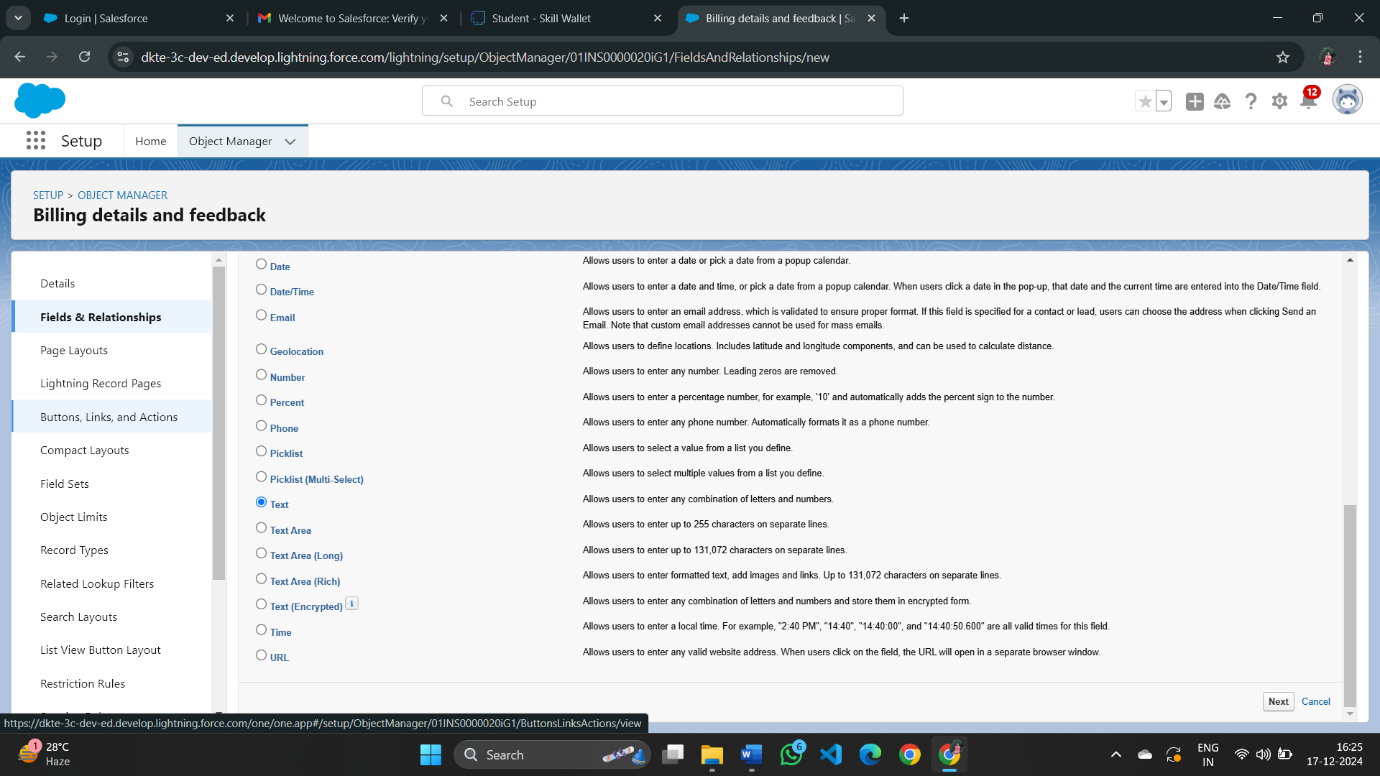 Login | Salesforce
Welcome to Salesforce: Verify y
Student - Skill Wallet
Billing details and feedback | Sa
dkte-3c-dev-ed.develop.lightning.force.com/lightning/setup/ObjectManager/01INS0000020iG1/FieldsAndRelationships/new
Search Setup
12
Setup
Home
Object Manager
SETUP > OBJECT MANAGER
Billing details and feedback
Details
Fields & Relationships
Page Layouts
Lightning Record Pages
Buttons, Links, and Actions
Compact Layouts
Field Sets
Object Limits
Record Types
Related Lookup Filters
Search Layouts
List View Button Layout
Restriction Rules
Date Allows users to enter a date or pick a date from a popup calendar.
Date/Time Allows users to enter a date and time, or pick a date from a popup calendar. When users click a date in the pop-up, that date and the current time are entered into the Date/Time field.
Email Allows users to enter an email address, which is validated to ensure proper format. If this field is specified for a contact or lead, users can choose the address when clicking Send an
Email. Note that custom email addresses cannot be used for mass emails.
Geolocation Allows users to define locations. Includes latitude and longitude components, and can be used to calculate distance.
Number Allows users to enter any number. Leading zeros are removed.
Percent Allows users to enter a percentage number, for example, '10' and automatically adds the percent sign to the number.
Phone Allows users to enter any phone number. Automatically formats it as a phone number.
Picklist Allows users to select a value from a list you define.
Picklist (Multi-Select) Allows users to select multiple values from a list you define.
Text Allows users to enter any combination of letters and numbers.
Text Area Allows users to enter up to 255 characters on separate lines.
Text Area (Long) Allows users to enter up to 131,072 characters on separate lines.
Text Area (Rich) Allows users to enter formatted text, add images and links. Up to 131,072 characters on separate lines.
Text (Encrypted) i Allows users to enter any combination of letters and numbers and store them in encrypted form.
Time Allows users to enter a local time. For example, "2:40 PM", "14:40", "14:40:00", and "14:40:50.600" are all valid times for this field.
URL Allows users to enter any valid website address. When users click on the field, the URL will open in a separate browser window.
Next Cancel
https://dkte-3c-dev-ed.develop.lightning.force.com/one/one.app#/setup/ObjectManager/01INS0000020iG1/ButtonsLinksActions/view
1
28°C
Haze
Search
6
ENG
IN
16:25
17-12-2024